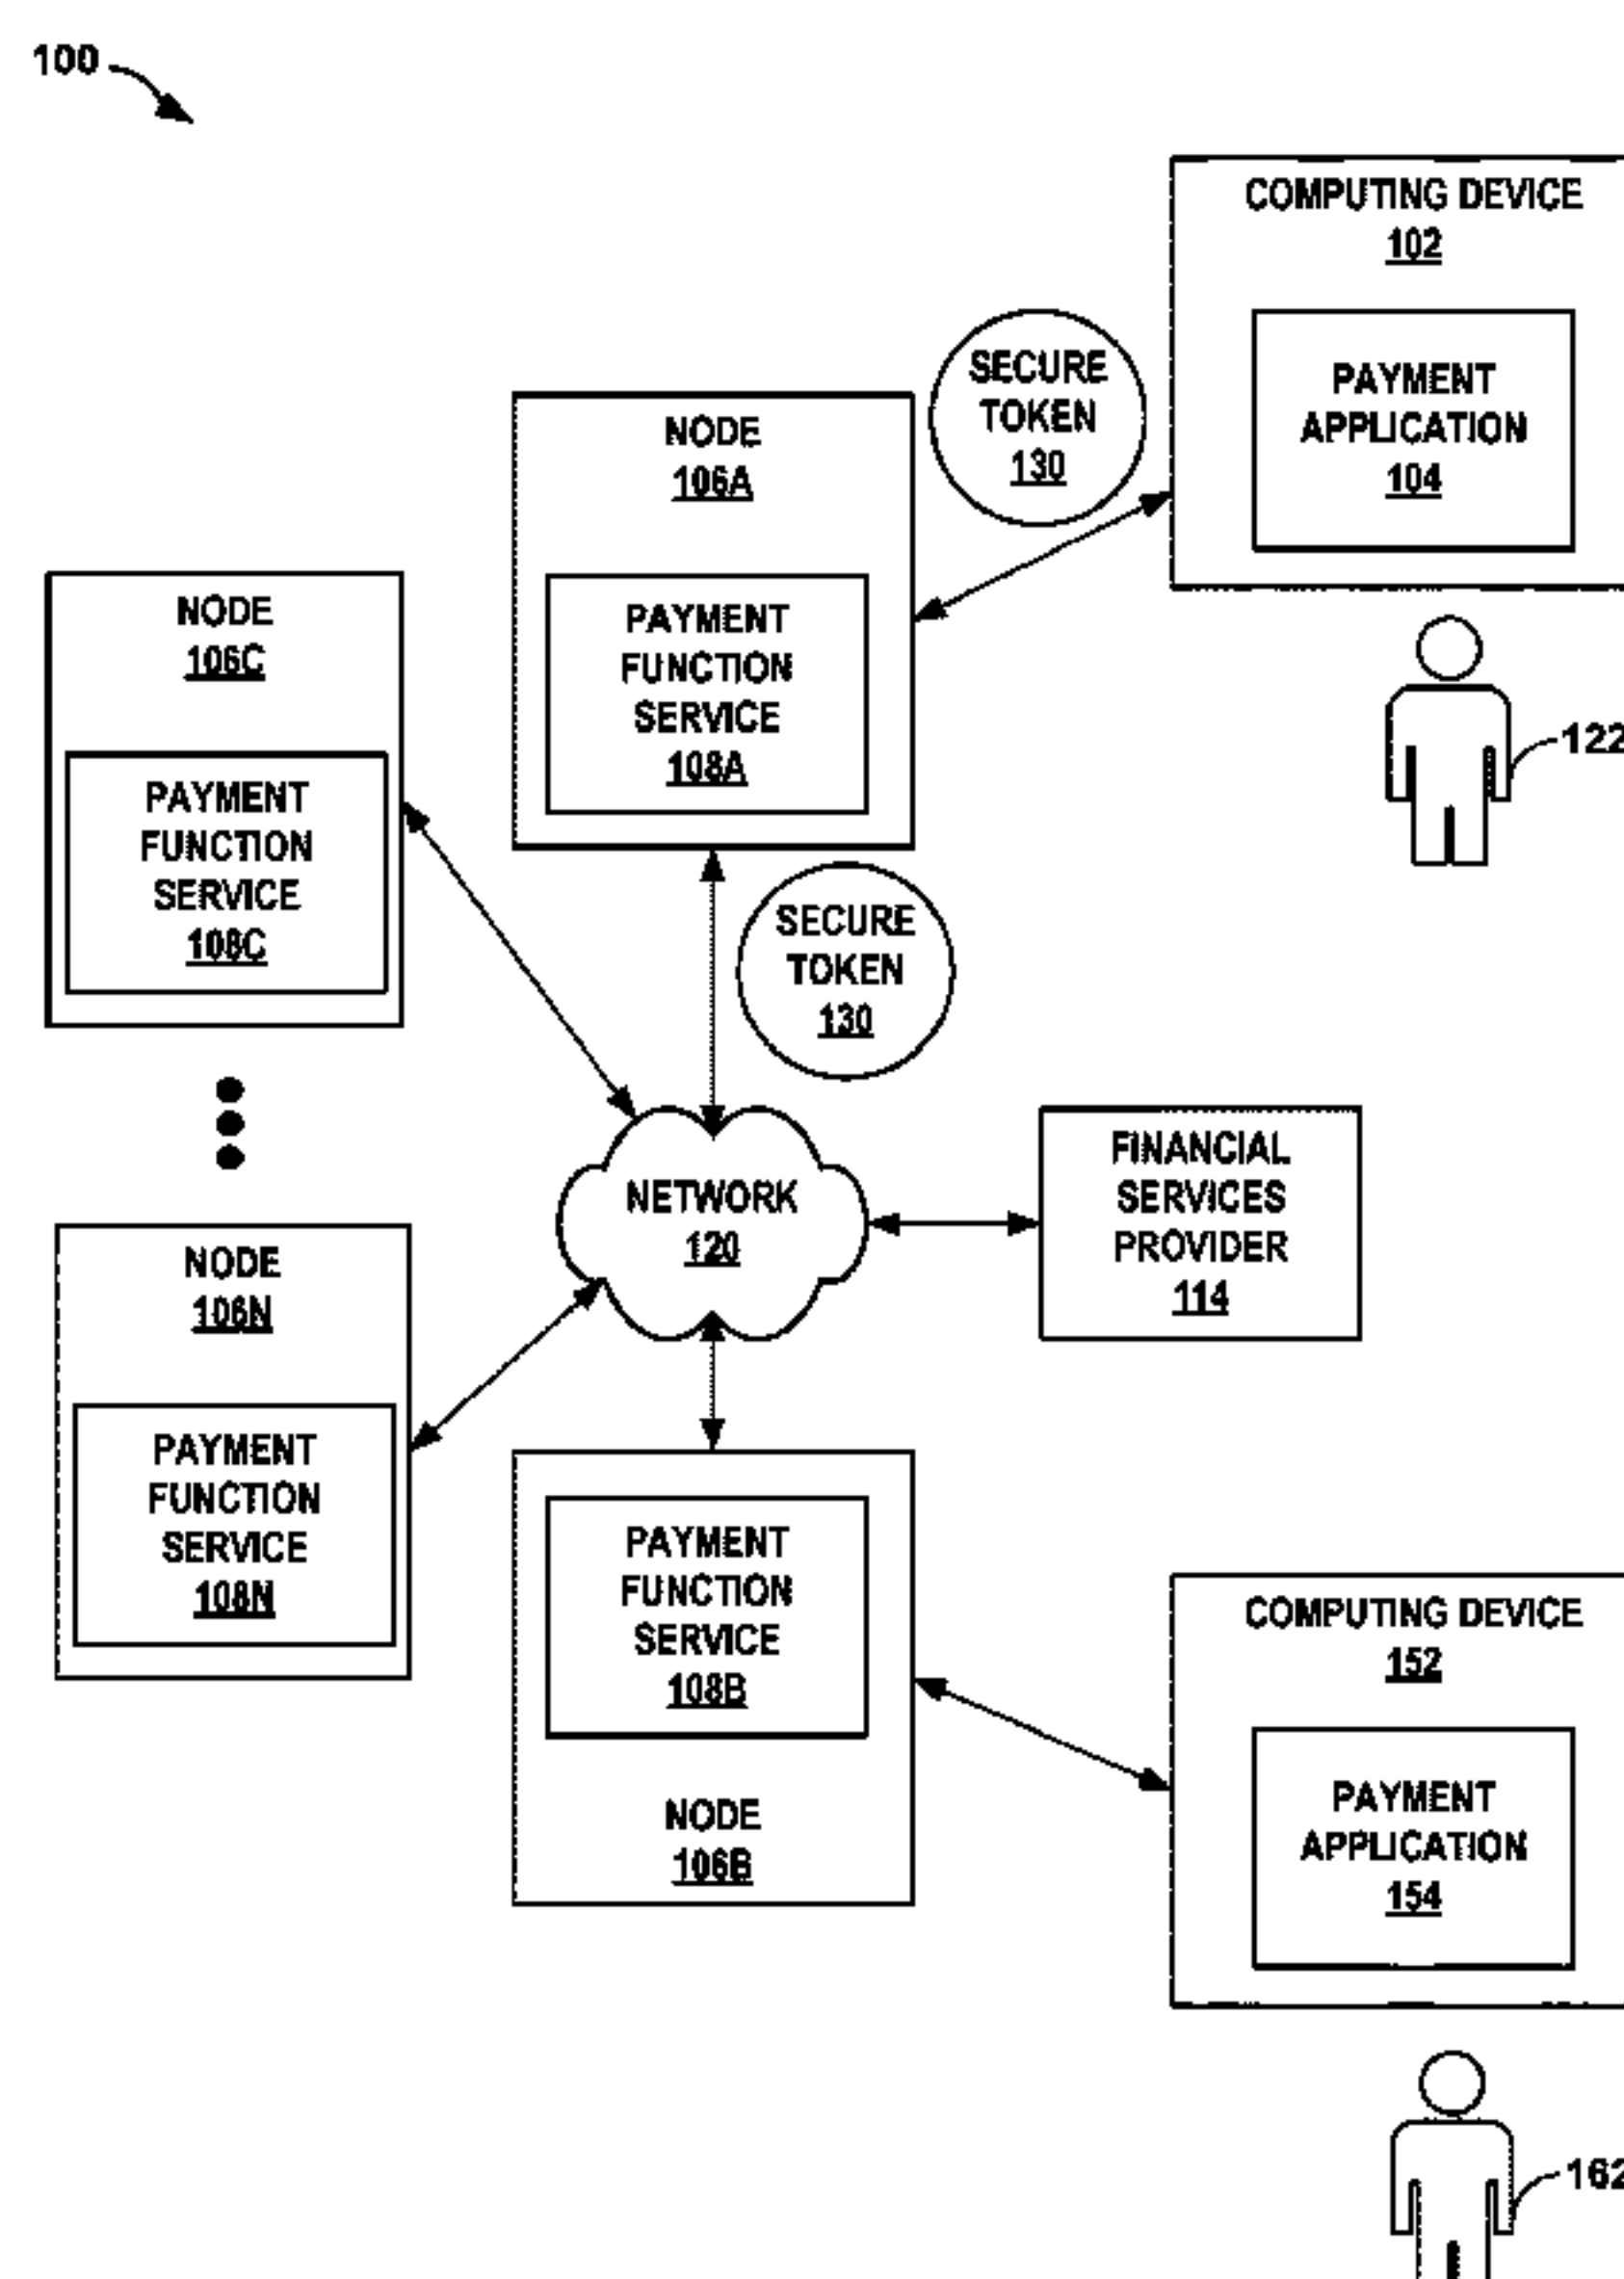 100
COMPUTING DEVICE
102
PAYMENT
APPLICATION
104
SECURE
TOKEN
130
NODE
106A
PAYMENT
FUNCTION
SERVICE
108A
122
NODE
106C
PAYMENT
FUNCTION
SERVICE
108C
SECURE
TOKEN
130
NETWORK
120
FINANCIAL
SERVICES
PROVIDER
114
NODE
106N
PAYMENT
FUNCTION
SERVICE
108N
PAYMENT
FUNCTION
SERVICE
108B
NODE
106B
COMPUTING DEVICE
152
PAYMENT
APPLICATION
154
162